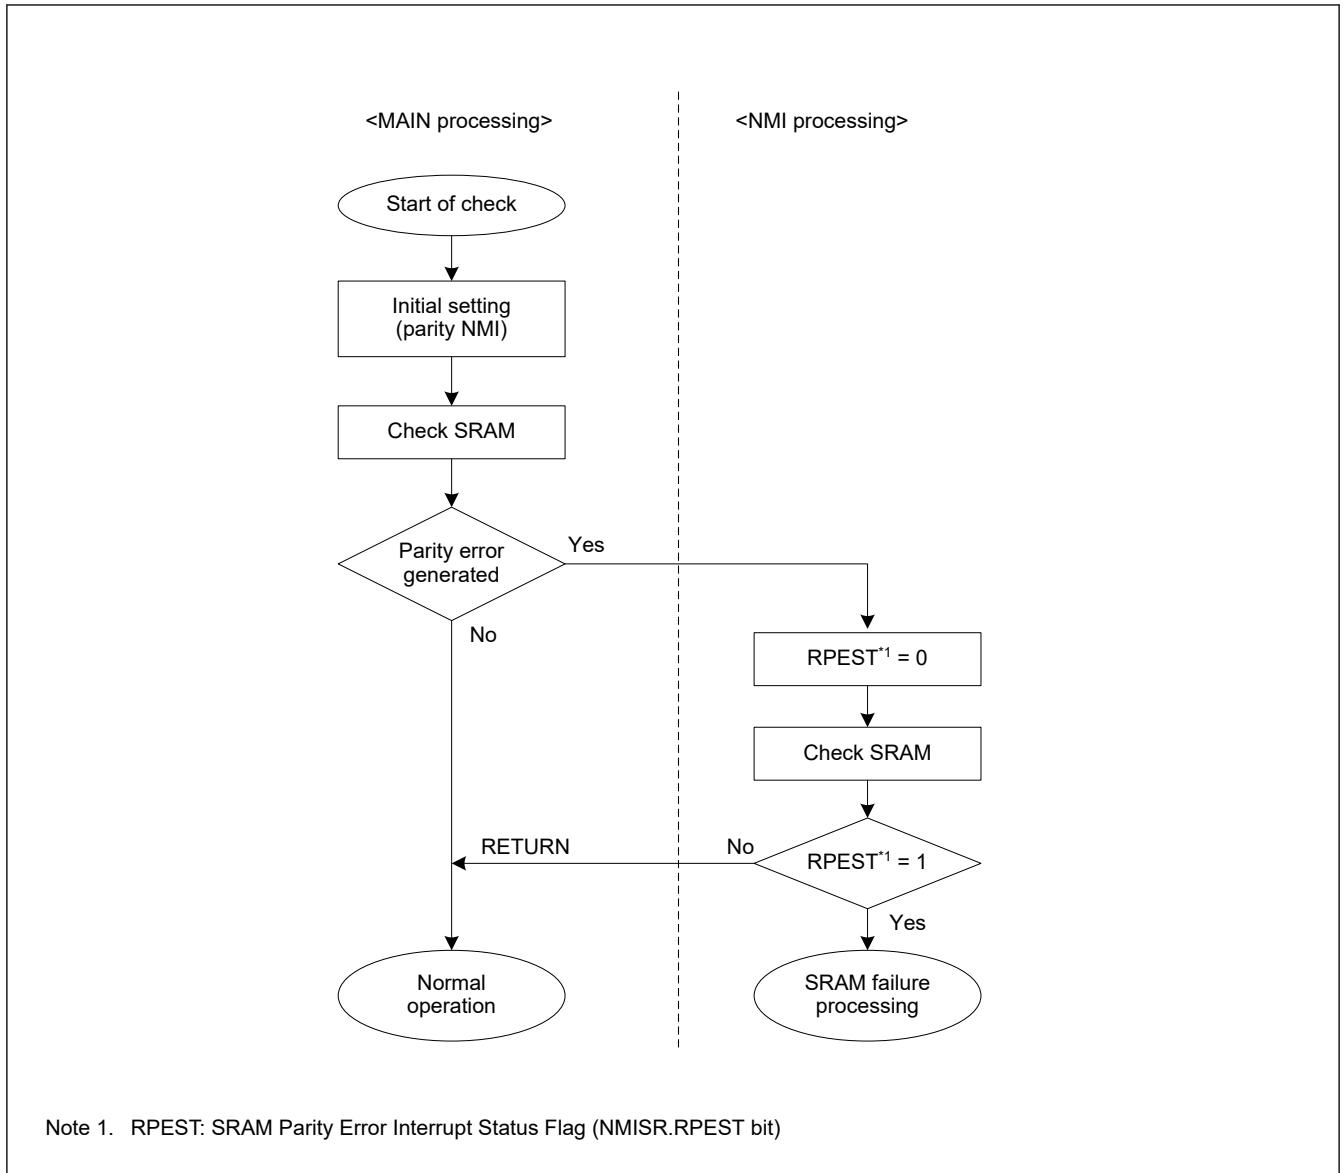 <MAIN processing>
<NMI processing>
Start of check
Initial setting
(parity NMI)
Check SRAM
Parity error
generated
Yes
No
RPEST*1 = 0
Check SRAM
RPEST*1 = 1
No
RETURN
Yes
Normal
operation
SRAM failure
processing
Note 1. RPEST: SRAM Parity Error Interrupt Status Flag (NMISR.RPEST bit)